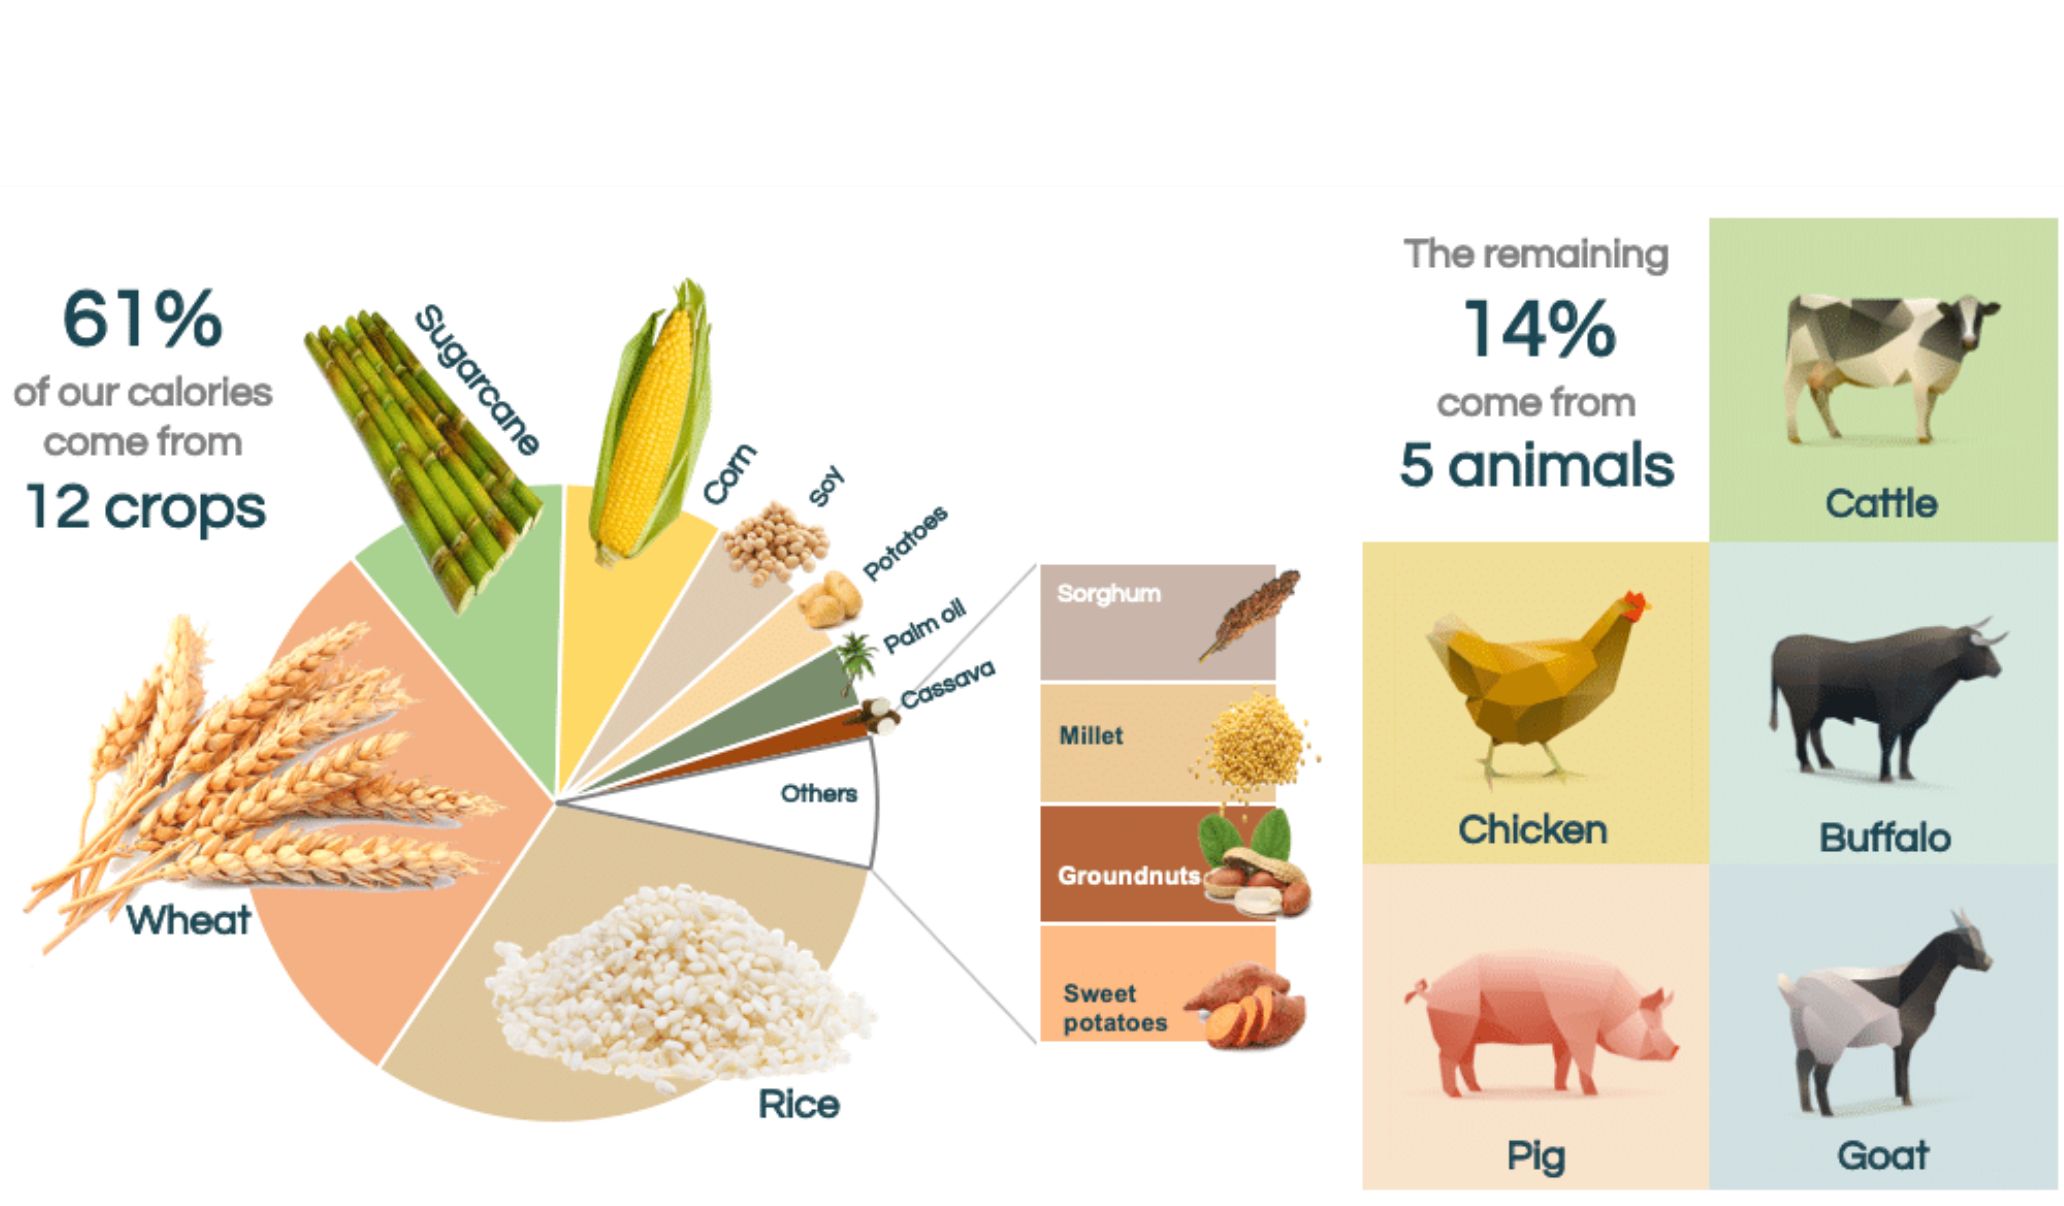 61%
of our calories
come from
12 crops
Sugarcane
Corn
Soy
Potatoes
Palm oil
Cassava
Others
Wheat
Rice
Sorghum
Millet
Groundnuts
Sweet
potatoes
The remaining
14%
come from
5 animals
Cattle
Chicken
Buffalo
Pig
Goat